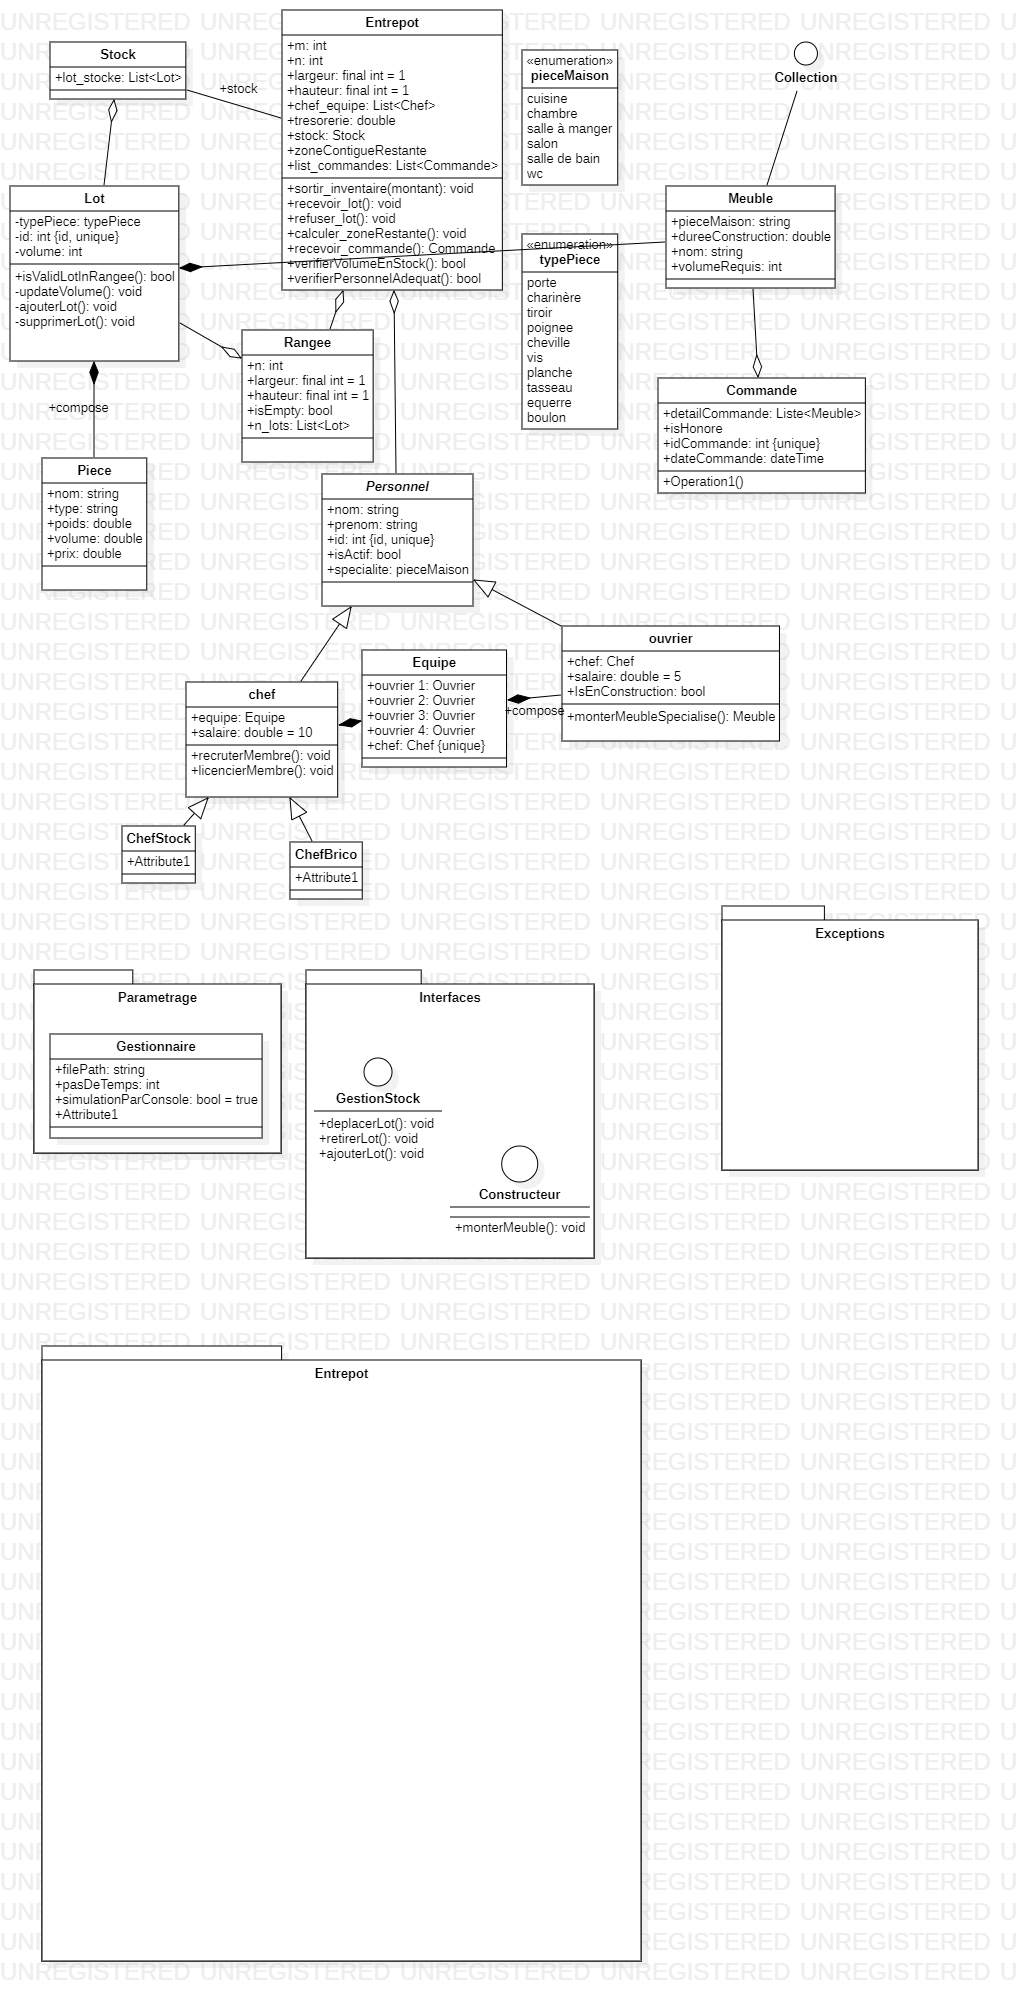 Stock
+lot_stocke: List<Lot>
+stock
Entrepot
+m: int
+n: int
+largeur: final int = 1
+hauteur: final int = 1
+chef_equipe: List<Chef>
+tresorerie: double
+stock: Stock
+zoneContigueRestante
+list_commandes: List<Commande>
+sortir_inventaire(montant): void
+recevoir_lot(): void
+refuser_lot(): void
+calculer_zoneRestante(): void
+recevoir_commande(): Commande
+verifierVolumeEnStock(): bool
+verifierPersonnelAdequat(): bool
«enumeration»
pieceMaison
cuisine
chambre
salle à manger
salon
salle de bain
wc
Collection
Lot
-typePiece: typePiece
-id: int {id, unique}
-volume: int
+isValidLotInRangee(): bool
-updateVolume(): void
-ajouterLot(): void
-supprimerLot(): void
Meuble
+pieceMaison: string
+dureeConstruction: double
+nom: string
+volumeRequis: int
«enumeration»
typePiece
porte
charinère
tiroir
poignee
cheville
vis
planche
tasseau
equerre
boulon
Rangee
+n: int
+largeur: final int = 1
+hauteur: final int = 1
+isEmpty: bool
+n_lots: List<Lot>
Commande
+detailCommande: Liste<Meuble>
+isHonore
+idCommande: int {unique}
+dateCommande: dateTime
+Operation1()
+compose
Piece
+nom: string
+type: string
+poids: double
+volume: double
+prix: double
Personnel
+nom: string
+prenom: string
+id: int {id, unique}
+isActif: bool
+specialite: pieceMaison
chef
+equipe: Equipe
+salaire: double = 10
+recruterMembre(): void
+licencierMembre(): void
Equipe
+ouvrier 1: Ouvrier
+ouvrier 2: Ouvrier
+ouvrier 3: Ouvrier
+ouvrier 4: Ouvrier
+chef: Chef {unique}
+compose
ouvrier
+chef: Chef
+salaire: double = 5
+IsEnConstruction: bool
+monterMeubleSpecialise(): Meuble
ChefStock
+Attribute1
ChefBrico
+Attribute1
Exceptions
Parametrage
Gestionnaire
+filePath: string
+pasDeTemps: int
+simulationParConsole: bool = true
+Attribute1
Interfaces
GestionStock
+deplacerLot(): void
+retirerLot(): void
+ajouterLot(): void
Constructeur
+monterMeuble(): void
Entrepot
UNREGISTERED